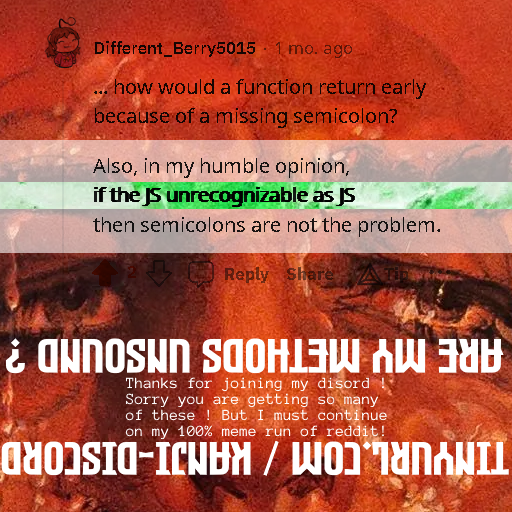 Different_Berry5015 · 1 mo. ago
... how would a function return early
because of a missing semicolon?
Also, in my humble opinion,
if the JS unrecognizable as JS
then semicolons are not the problem.
2 Reply Share Tip
ARE MY METHODS UNSOUND ?
Thanks for joining my disord !
Sorry you are getting so many
of these ! But I must continue
on my 100% meme run of reddit!
TINYURL.COM / KANJI-DISCORD